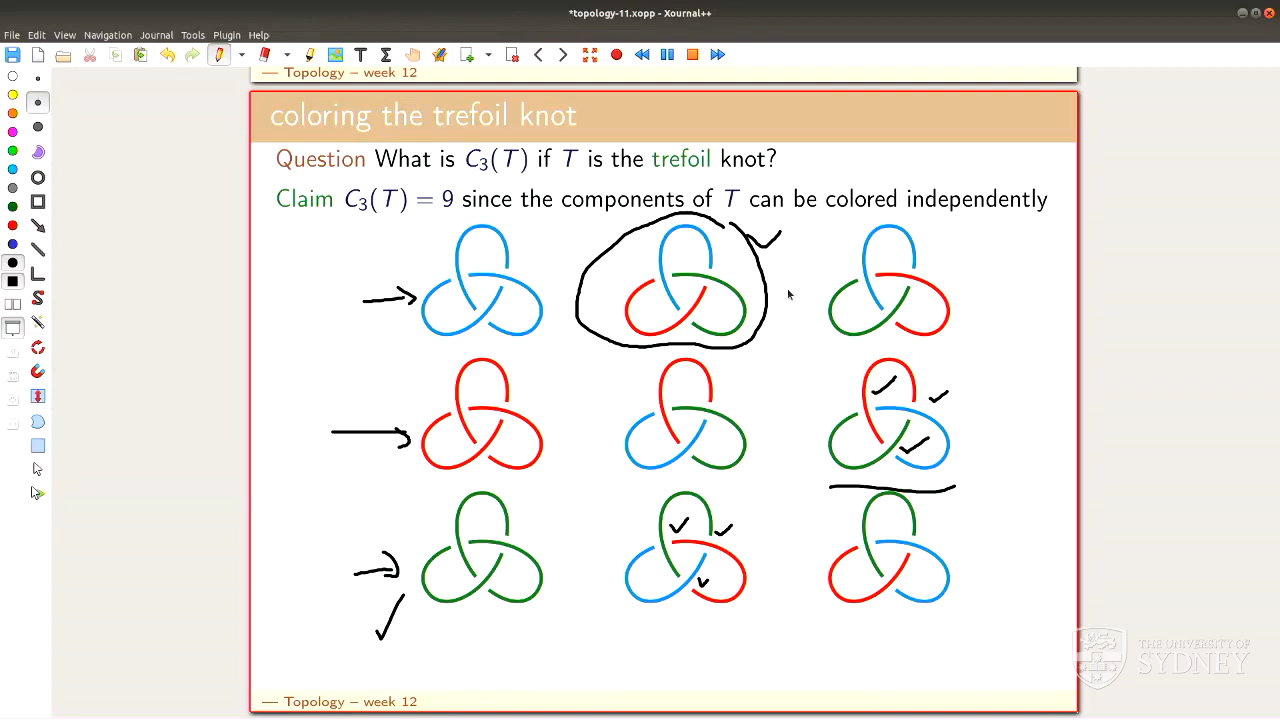 *topology-11.xopp - Xournal++
File Edit View Navigation Journal Tools Plugin Help
— Topology – week 12
coloring the trefoil knot
Question What is C₃(T) if T is the trefoil knot?
Claim C₃(T) = 9 since the components of T can be colored independently
— Topology – week 12
THE UNIVERSITY OF
SYDNEY